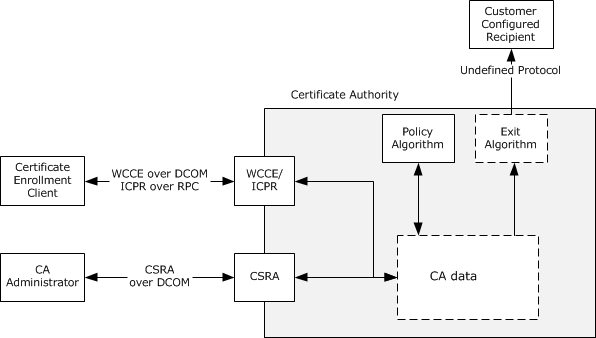 Customer
Configured
Recipient
Undefined Protocol
Certificate Authority
Policy
Algorithm
Exit
Algorithm
Certificate
Enrollment
Client
WCCE over DCOM
ICPR over RPC
WCCE/
ICPR
CA
Administrator
CSRA
over DCOM
CSRA
CA data